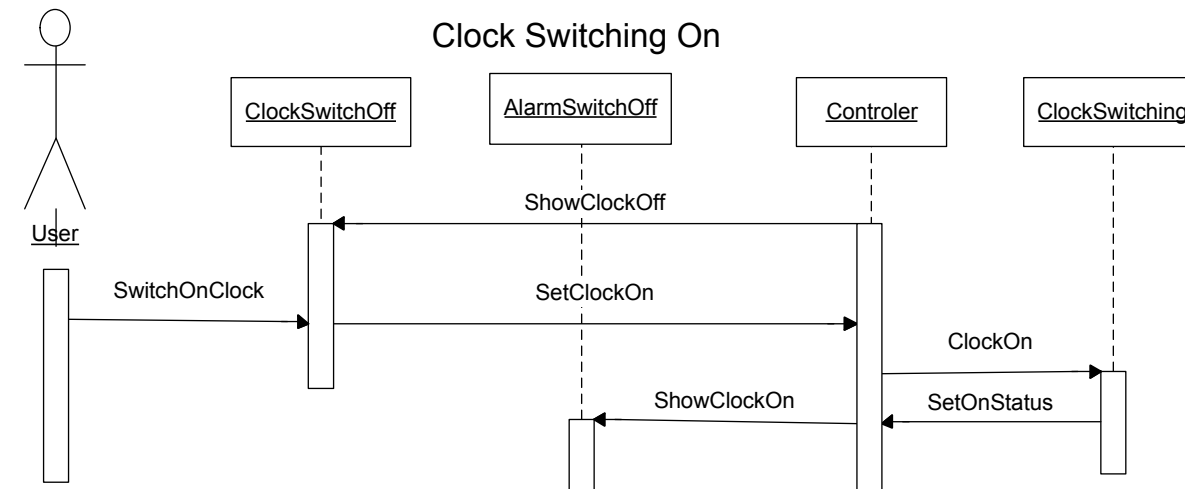 Clock Switching On
ClockSwitchOff
AlarmSwitchOff
Controler
ClockSwitching
ShowClockOff
User
SwitchOnClock
SetClockOn
ClockOn
ShowClockOn
SetOnStatus